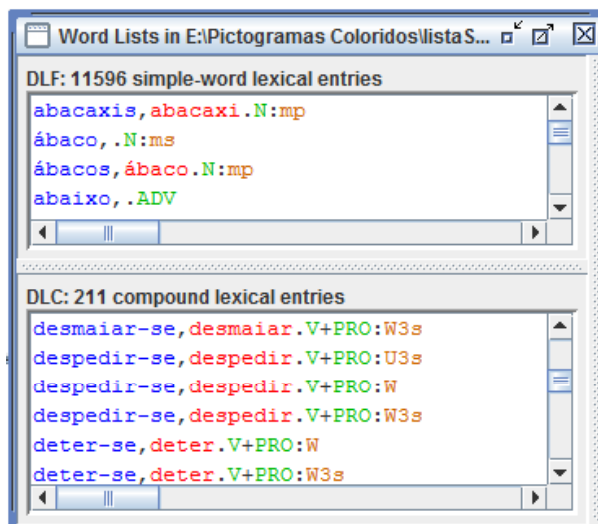 Word Lists in E:\Pictogramas Coloridos\listaS...
DLF: 11596 simple-word lexical entries
abacaxis,abacaxi.N:mp
ábaco,.N:ms
ábacos,ábaco.N:mp
abaixo,.ADV
DLC: 211 compound lexical entries
desmaiar-se,desmaiar.V+PRO:W3s
despedir-se,despedir.V+PRO:U3s
despedir-se,despedir.V+PRO:W
despedir-se,despedir.V+PRO:W3s
deter-se,deter.V+PRO:W
deter-se,deter.V+PRO:W3s